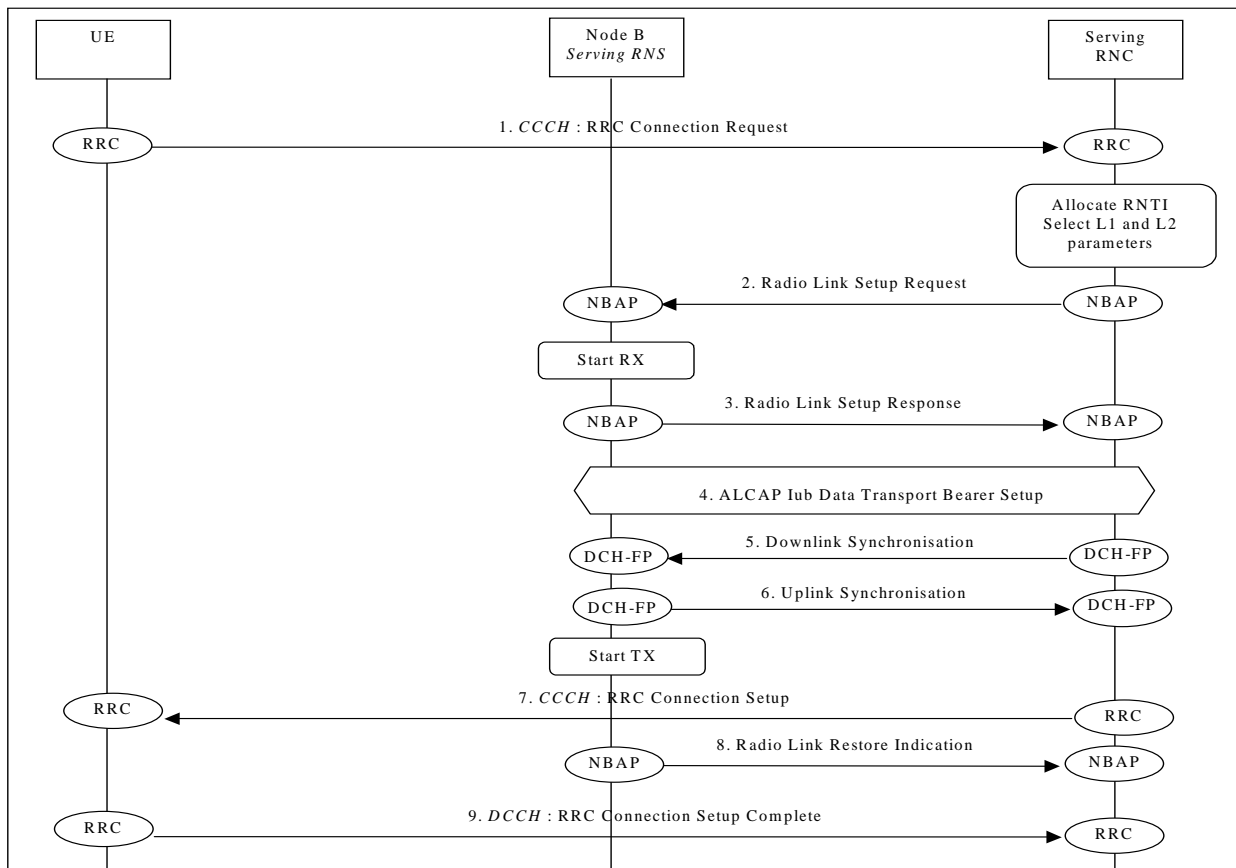 UE
Node B
Serving RNS
Serving
RNC
1. CCCH : RRC Connection Request
RRC
RRC
Allocate RNTI
Select L1 and L2
parameters
2. Radio Link Setup Request
NBAP
NBAP
Start RX
3. Radio Link Setup Response
NBAP
NBAP
4. ALCAP Iub Data Transport Bearer Setup
5. Downlink Synchronisation
DCH-FP
DCH-FP
6. Uplink Synchronisation
DCH-FP
DCH-FP
Start TX
7. CCCH : RRC Connection Setup
RRC
RRC
8. Radio Link Restore Indication
NBAP
NBAP
9. DCCH : RRC Connection Setup Complete
RRC
RRC